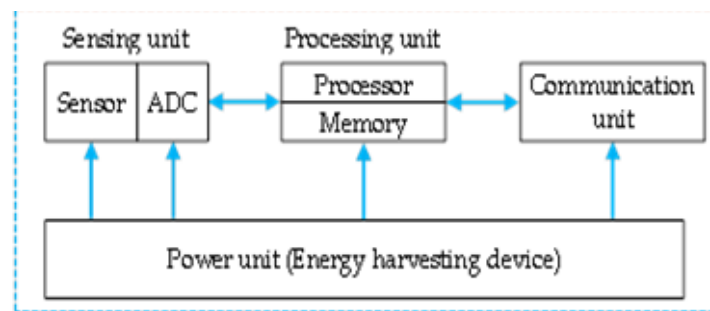 Sensing unit
Processing unit
Sensor
ADC
Processor
Memory
Communication
unit
Power unit (Energy harvesting device)